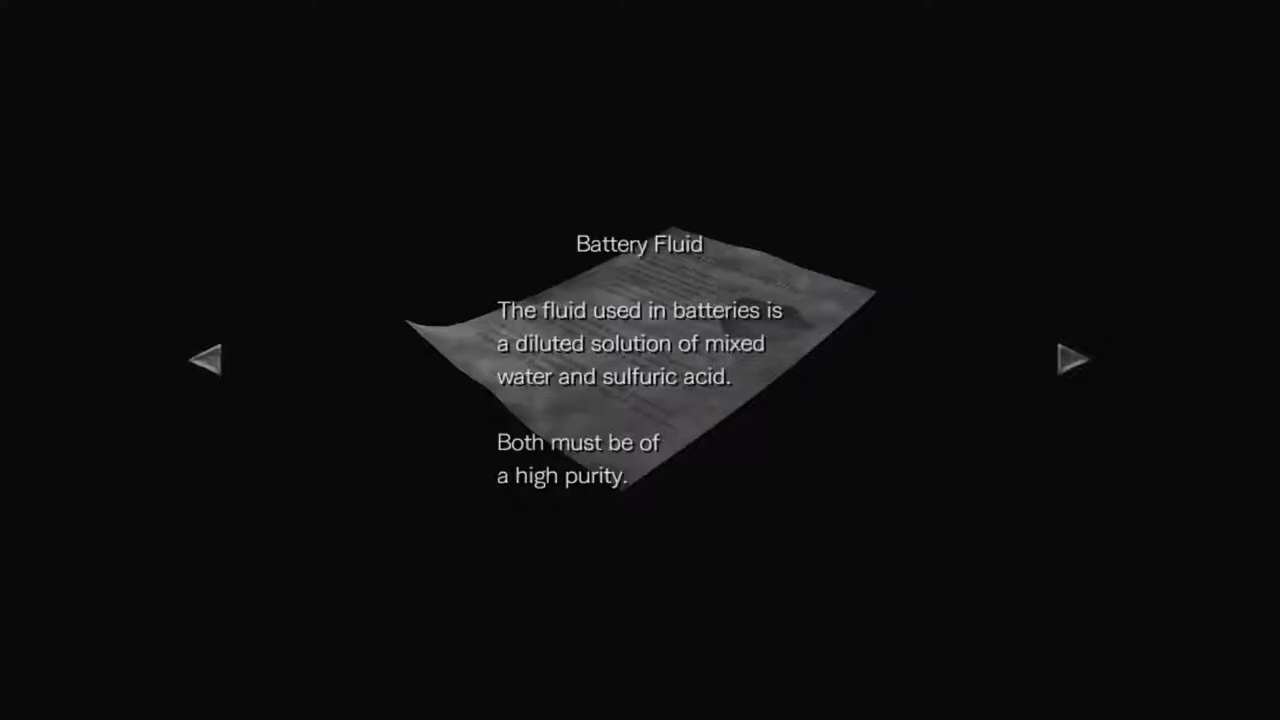 Battery Fluid
The fluid used in batteries is
a diluted solution of mixed
water and sulfuric acid.
Both must be of
a high purity.